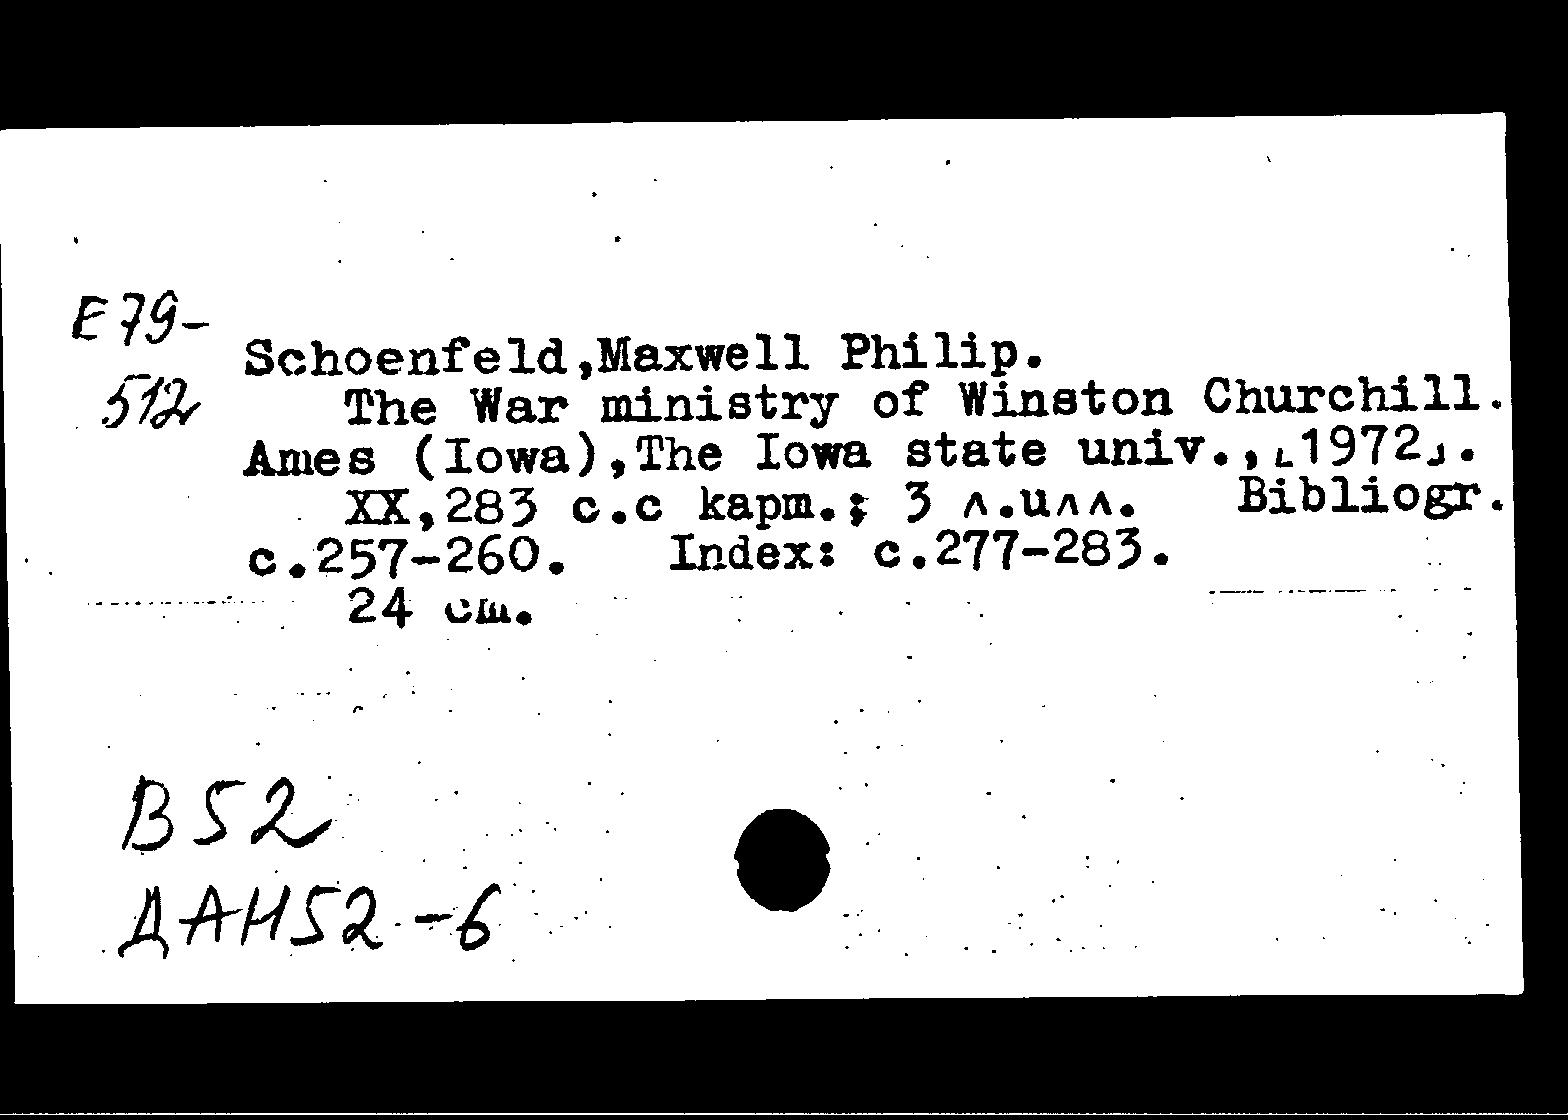 E79-
512
Schoenfeld,Maxwell Philip.
The War ministry of Winston Churchill.
Ames (Iowa),The Iowa state univ.,⌞1972⌟.
XX,283 c.c kapm.; 3 ʌ.uʌʌ. Bibliogr.
c.257-260. Index: c.277-283.
24 cm.
B52
ДАН52-6